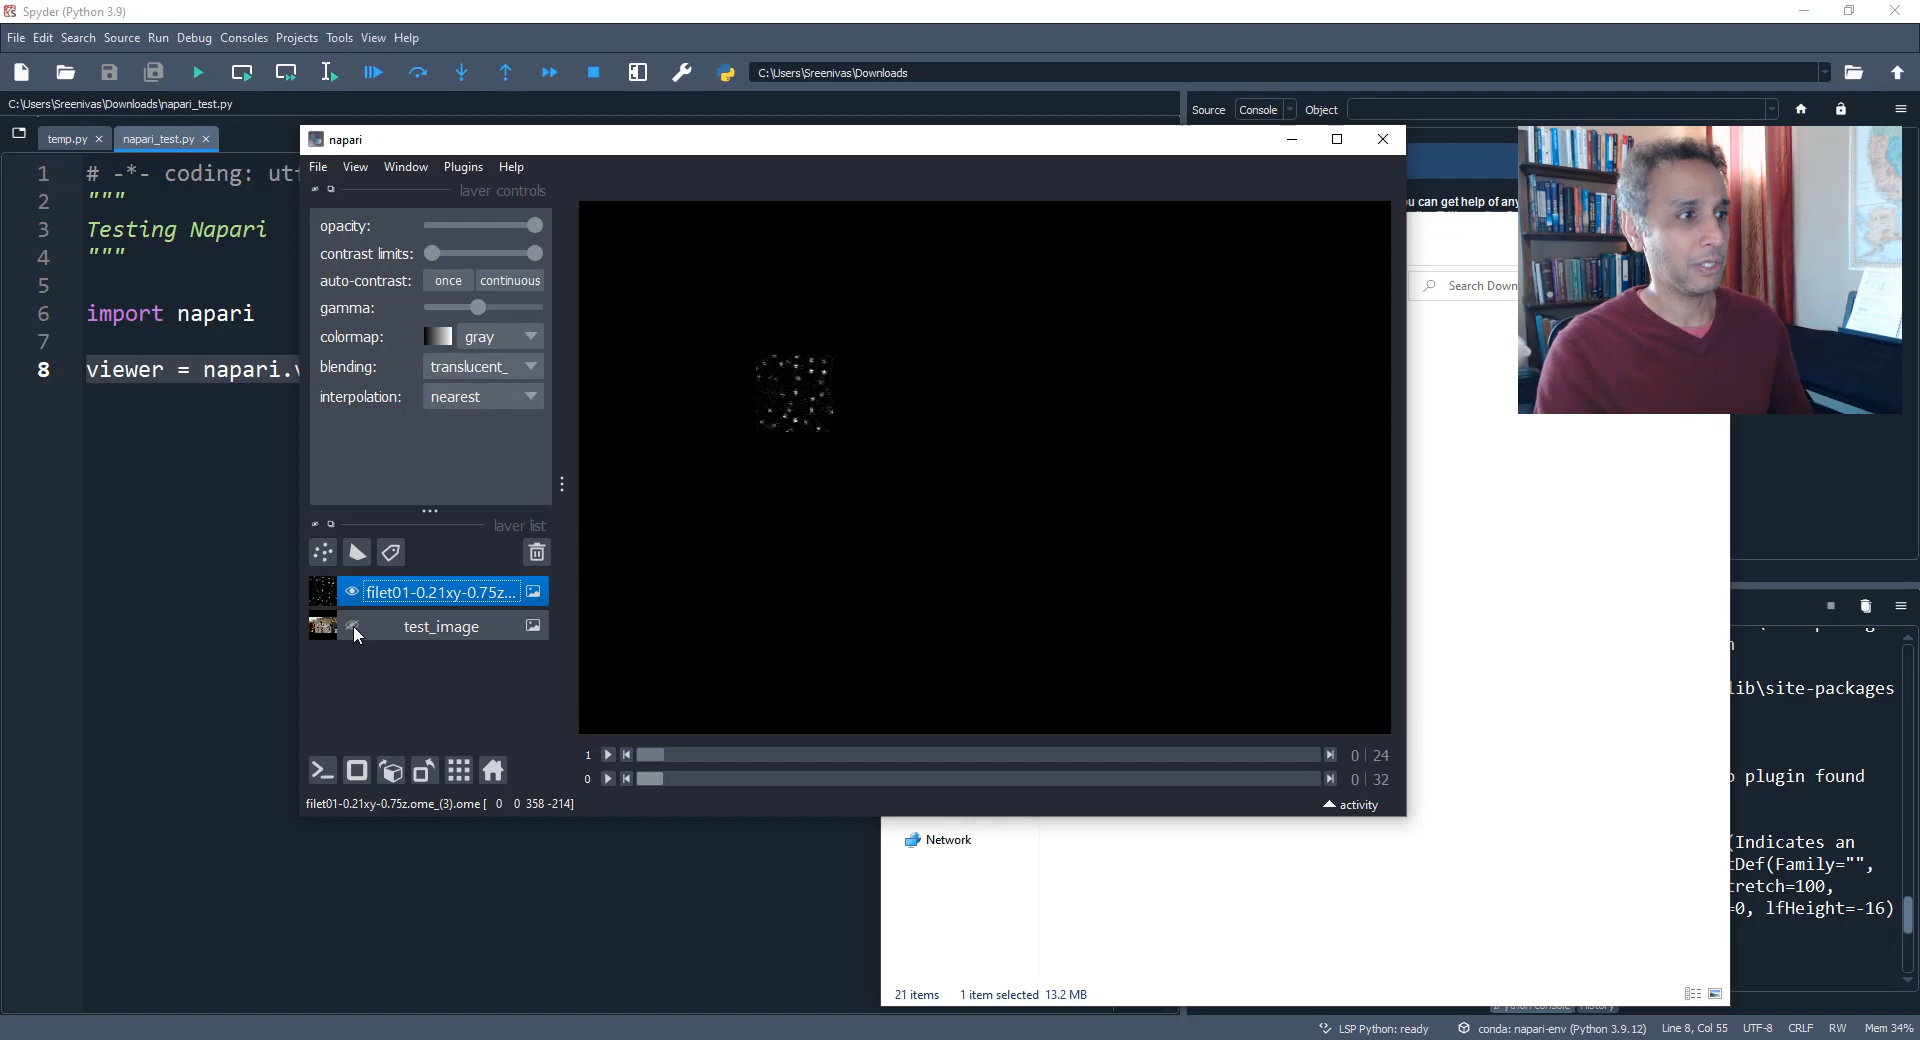 Spyder (Python 3.9)
File Edit Search Source Run Debug Consoles Projects Tools View Help
C:\Users\Sreenivas\Downloads
C:\Users\Sreenivas\Downloads\napari_test.py
Source Console Object
temp.py napari_test.py
napari
File View Window Plugins Help
layer controls
opacity:
contrast limits:
auto-contrast: once continuous
gamma:
colormap: gray
blending: translucent_
interpolation: nearest
layer list
filet01-0.21xy-0.75z...
test_image
1 0 24
0 0 32
filet01-0.21xy-0.75z.ome_(3).ome [ 0 0 358 -214]
activity
1 # -*- coding: ut
2 """
3 Testing Napari
4 """
5
6 import napari
7
8 viewer = napari.
ou can get help of any
Search Down
lib\site-packages
plugin found
(Indicates an
tDef(Family="",
tretch=100,
=0, lfHeight=-16)
Network
21 items 1 item selected 13.2 MB
LSP Python: ready conda: napari-env (Python 3.9.12) Line 8, Col 55 UTF-8 CRLF RW Mem 34%